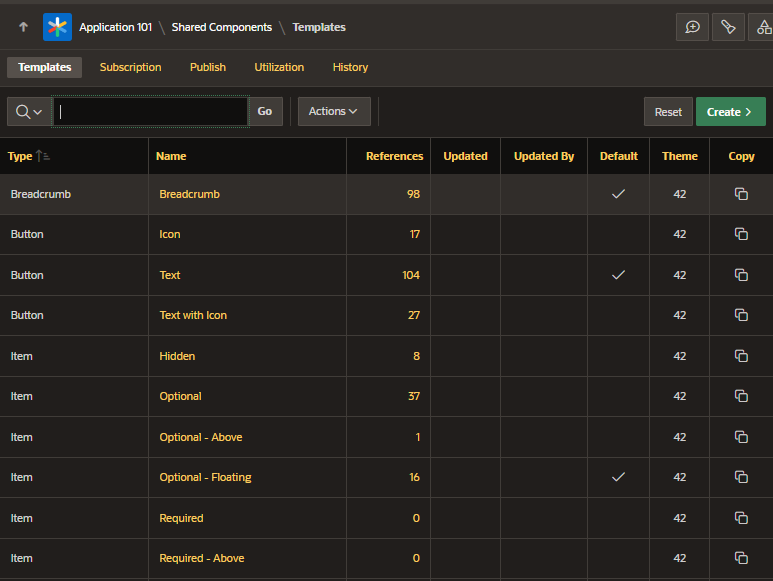 Application 101 \ Shared Components \ Templates
Templates Subscription Publish Utilization History
Go Actions Reset Create
Type Name References Updated Updated By Default Theme Copy
Breadcrumb Breadcrumb 98 42
Button Icon 17 42
Button Text 104 42
Button Text with Icon 27 42
Item Hidden 8 42
Item Optional 37 42
Item Optional - Above 1 42
Item Optional - Floating 16 42
Item Required 0 42
Item Required - Above 0 42